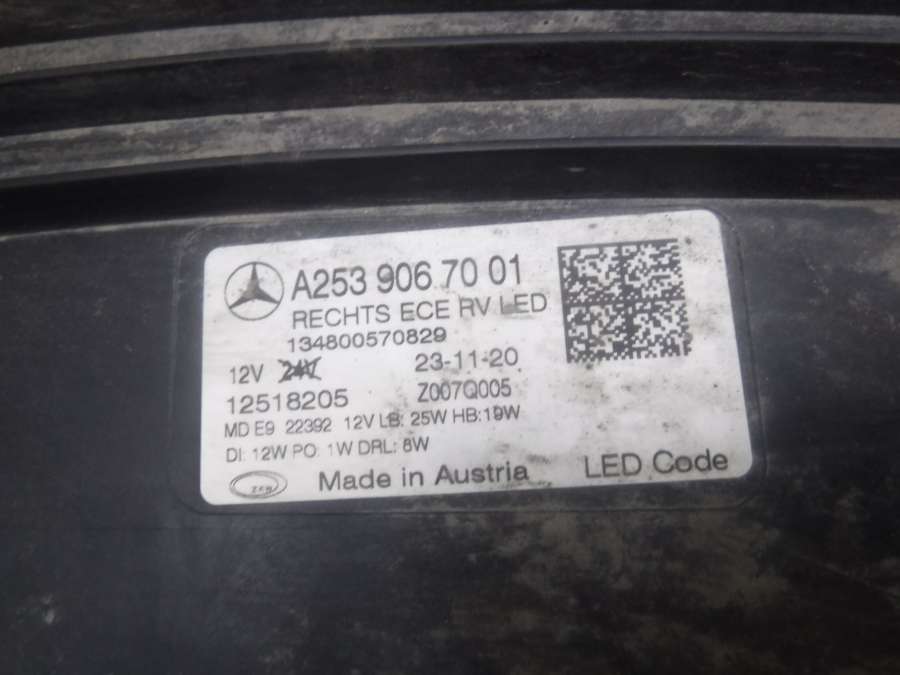 A253 906 70 01
RECHTS ECE RV LED
134800570829
12V 24V 23-11-20
12518205 Z007Q005
MD E9 22392 12V LB: 25W HB:19W
DI: 12W PO: 1W DRL: 8W
ZKW Made in Austria LED Code